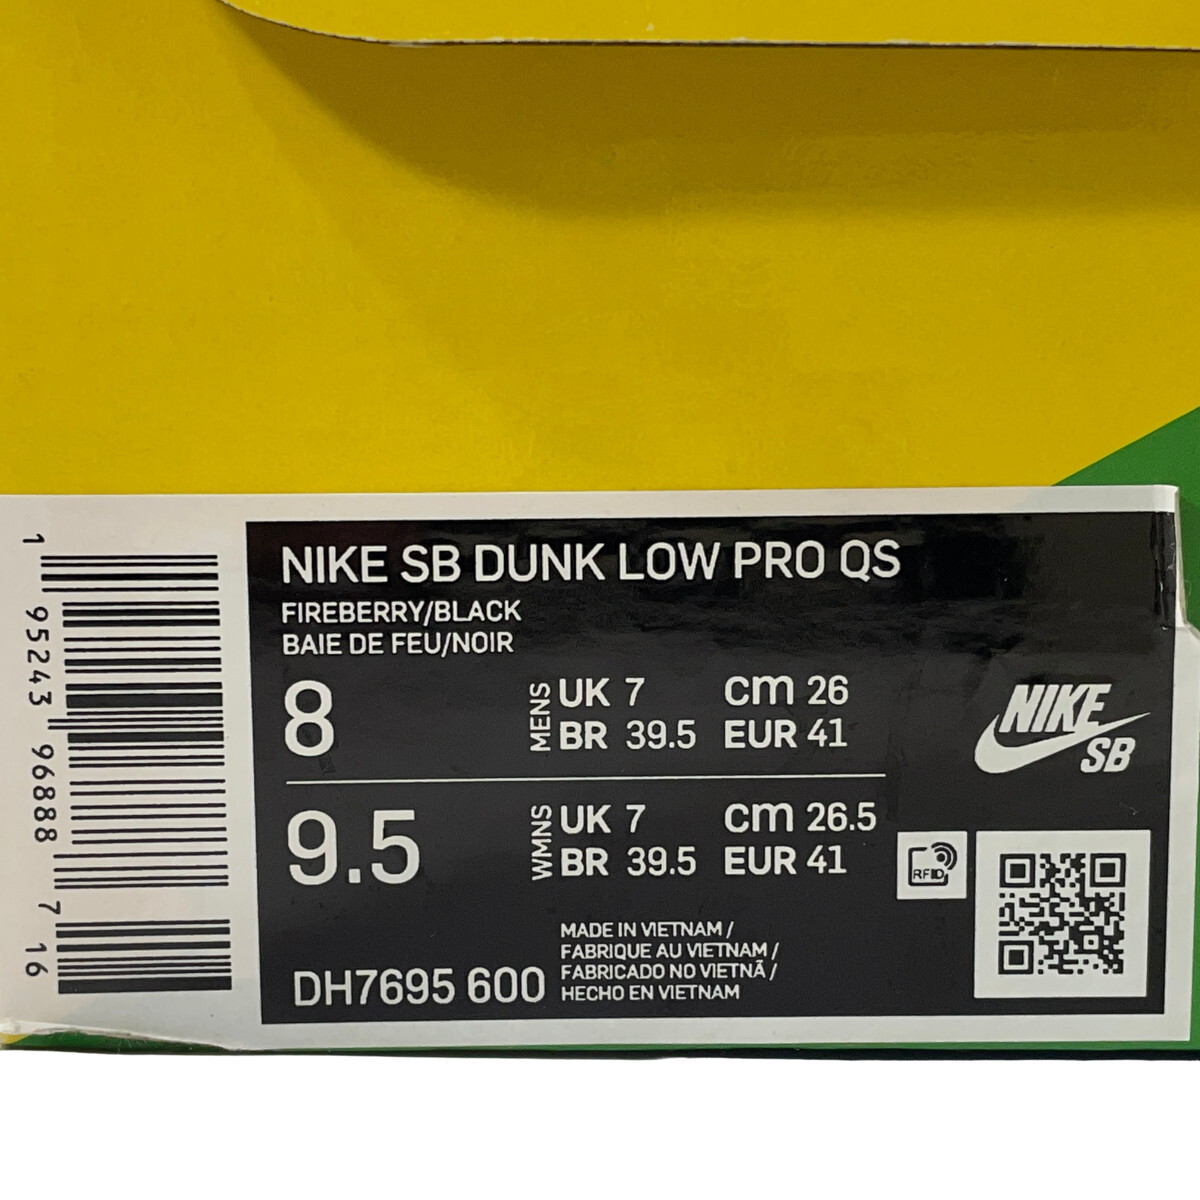 NIKE SB DUNK LOW PRO QS
FIREBERRY/BLACK
BAIE DE FEU/NOIR
8
MENS
UK 7 cm 26
BR 39.5 EUR 41
9.5
WMNS
UK 7 cm 26.5
BR 39.5 EUR 41
NIKE
SB
RFID
DH7695 600
MADE IN VIETNAM /
FABRIQUE AU VIETNAM /
FABRICADO NO VIETNÃ /
HECHO EN VIETNAM
1 95243 96888 7 16